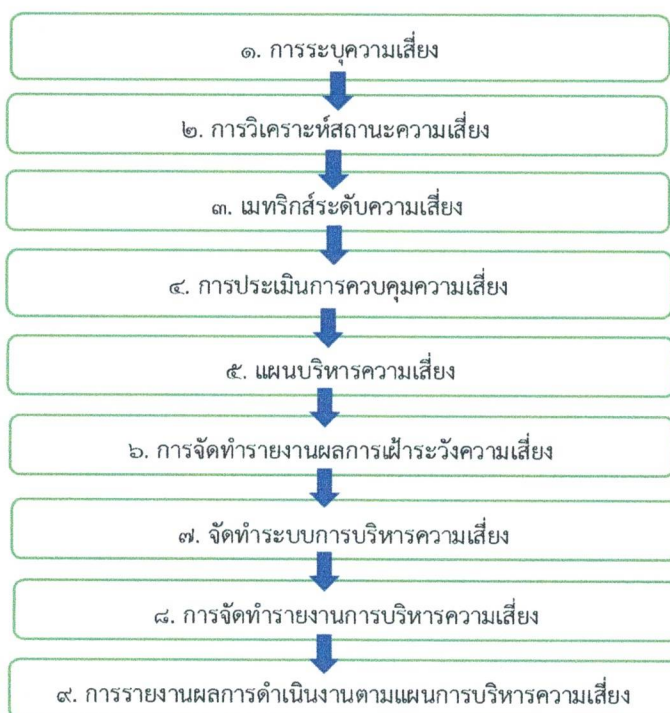 ๑. การระบุความเสี่ยง
๒. การวิเคราะห์สถานะความเสี่ยง
๓. เมทริกส์ระดับความเสี่ยง
๔. การประเมินการควบคุมความเสี่ยง
๕. แผนบริหารความเสี่ยง
๖. การจัดทำรายงานผลการเฝ้าระวังความเสี่ยง
๗. จัดทำระบบการบริหารความเสี่ยง
๘. การจัดทำรายงานการบริหารความเสี่ยง
๙. การรายงานผลการดำเนินงานตามแผนการบริหารความเสี่ยง